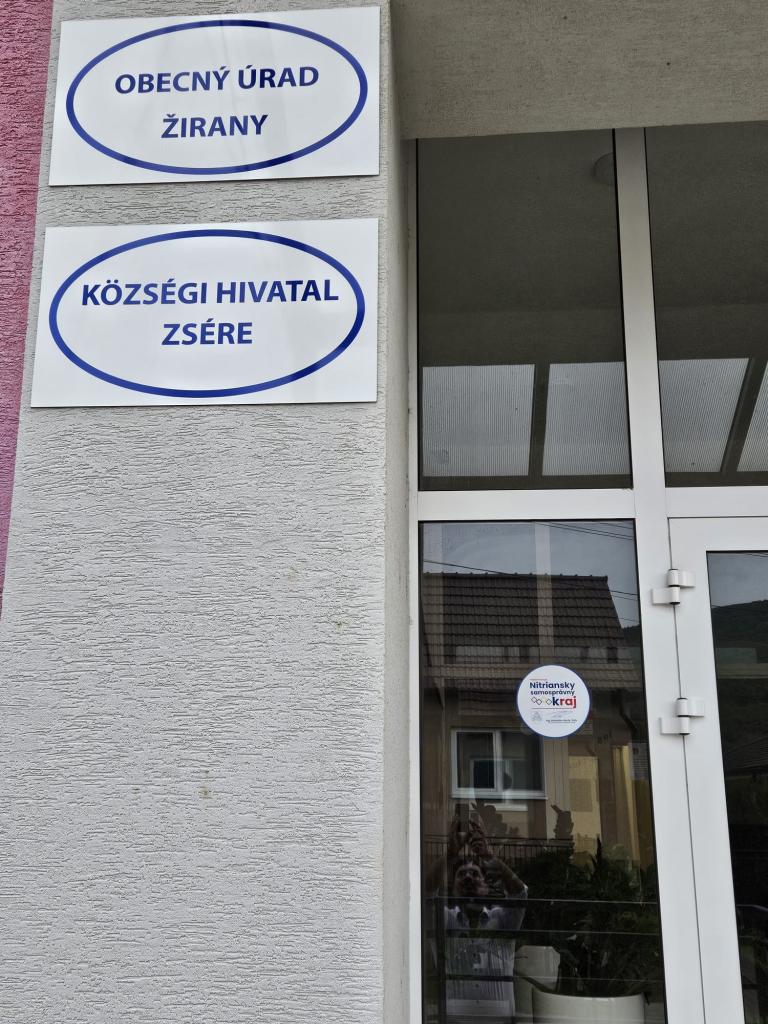 OBECNÝ ÚRAD
ŽIRANY
KÖZSÉGI HIVATAL
ZSÉRE
Nitriansky
samosprávny
kraj